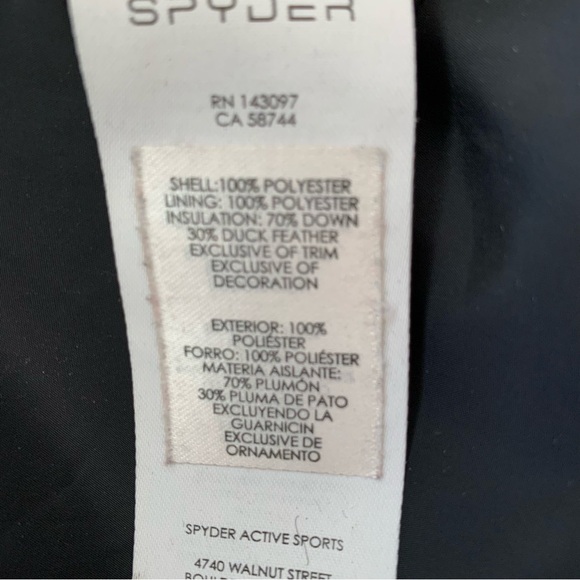 SPYDER
RN 143097
CA 58744
SHELL:100% POLYESTER
LINING: 100% POLYESTER
INSULATION: 70% DOWN
30% DUCK FEATHER
EXCLUSIVE OF TRIM
EXCLUSIVE OF
DECORATION
EXTERIOR: 100%
POLIÉSTER
FORRO: 100% POLIÉSTER
MATERIA AISLANTE:
70% PLUMÓN
30% PLUMA DE PATO
EXCLUYENDO LA
GUARNICIN
EXCLUSIVE DE
ORNAMENTO
SPYDER ACTIVE SPORTS
4740 WALNUT STREET